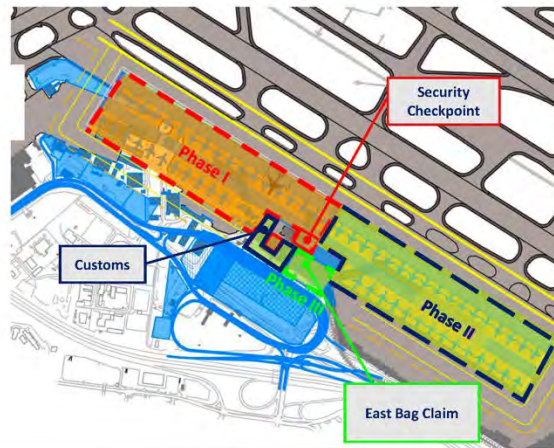 Security
Checkpoint
Phase I
Customs
Phase III
Phase II
East Bag Claim